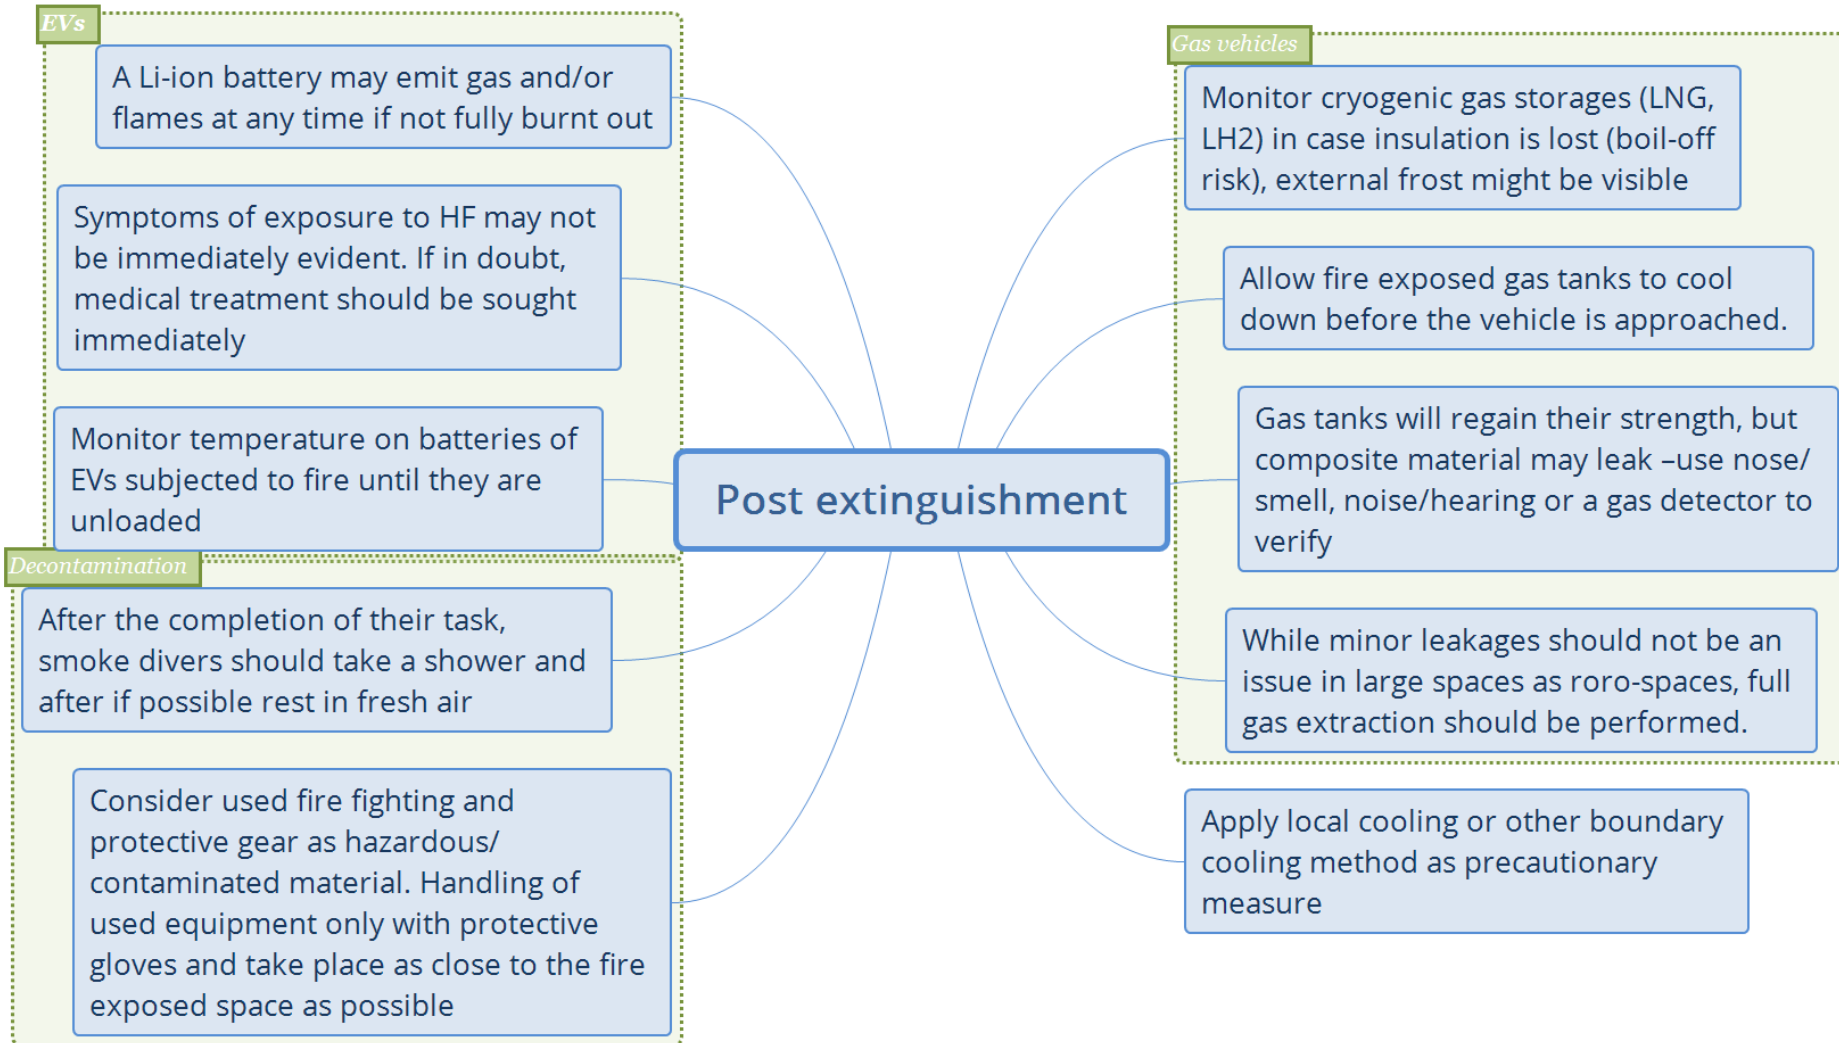 EVs
A Li-ion battery may emit gas and/or
flames at any time if not fully burnt out
Symptoms of exposure to HF may not
be immediately evident. If in doubt,
medical treatment should be sought
immediately
Monitor temperature on batteries of
EVs subjected to fire until they are
unloaded
Decontamination
After the completion of their task,
smoke divers should take a shower and
after if possible rest in fresh air
Consider used fire fighting and
protective gear as hazardous/
contaminated material. Handling of
used equipment only with protective
gloves and take place as close to the fire
exposed space as possible
Post extinguishment
Gas vehicles
Monitor cryogenic gas storages (LNG,
LH2) in case insulation is lost (boil-off
risk), external frost might be visible
Allow fire exposed gas tanks to cool
down before the vehicle is approached.
Gas tanks will regain their strength, but
composite material may leak –use nose/
smell, noise/hearing or a gas detector to
verify
While minor leakages should not be an
issue in large spaces as roro-spaces, full
gas extraction should be performed.
Apply local cooling or other boundary
cooling method as precautionary
measure